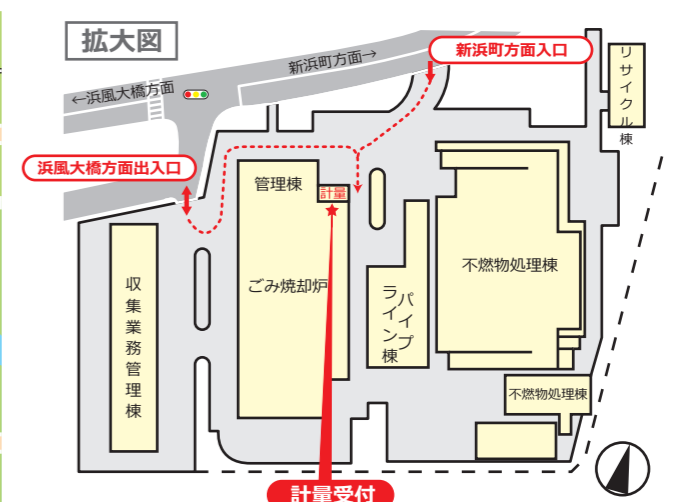 拡大図
新浜町方面→
新浜町方面入口
←浜風大橋方面
リサイクル棟
浜風大橋方面出入口
管理棟
計量
ごみ焼却炉
不燃物処理棟
パイプ
ライン棟
収集業務管理棟
不燃物処理棟
計量受付